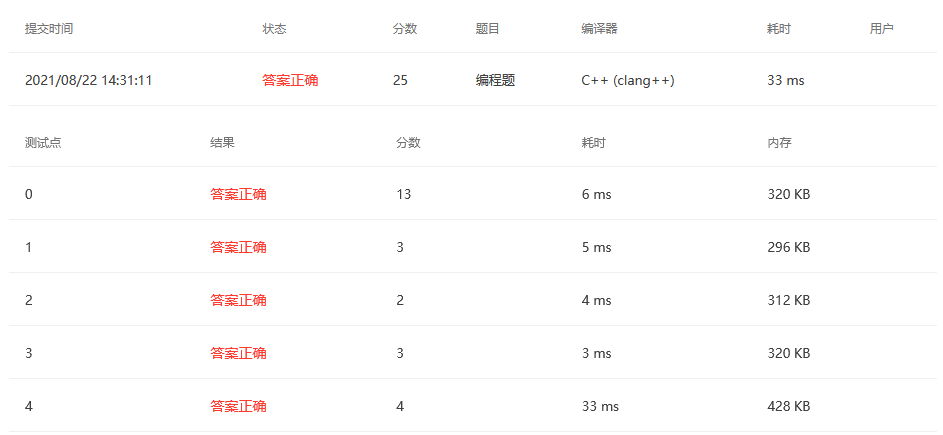 提交时间 状态 分数 题目 编译器 耗时 用户
2021/08/22 14:31:11 答案正确 25 编程题 C++ (clang++) 33 ms
测试点 结果 分数 耗时 内存
0 答案正确 13 6 ms 320 KB
1 答案正确 3 5 ms 296 KB
2 答案正确 2 4 ms 312 KB
3 答案正确 3 3 ms 320 KB
4 答案正确 4 33 ms 428 KB